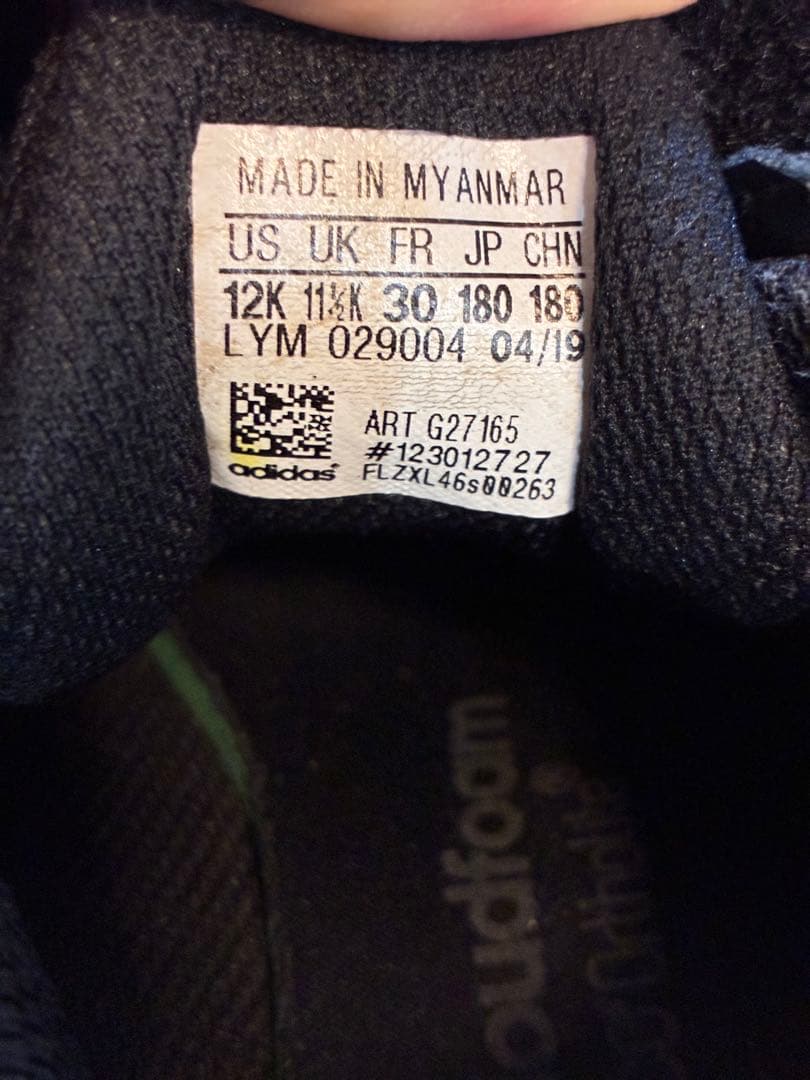 MADE IN MYANMAR
US UK FR JP CHN
12K 11½K 30 180 180
LYM 029004 04/19
ART G27165
#123012727
FLZXL46s00263
adidas
oudfoam